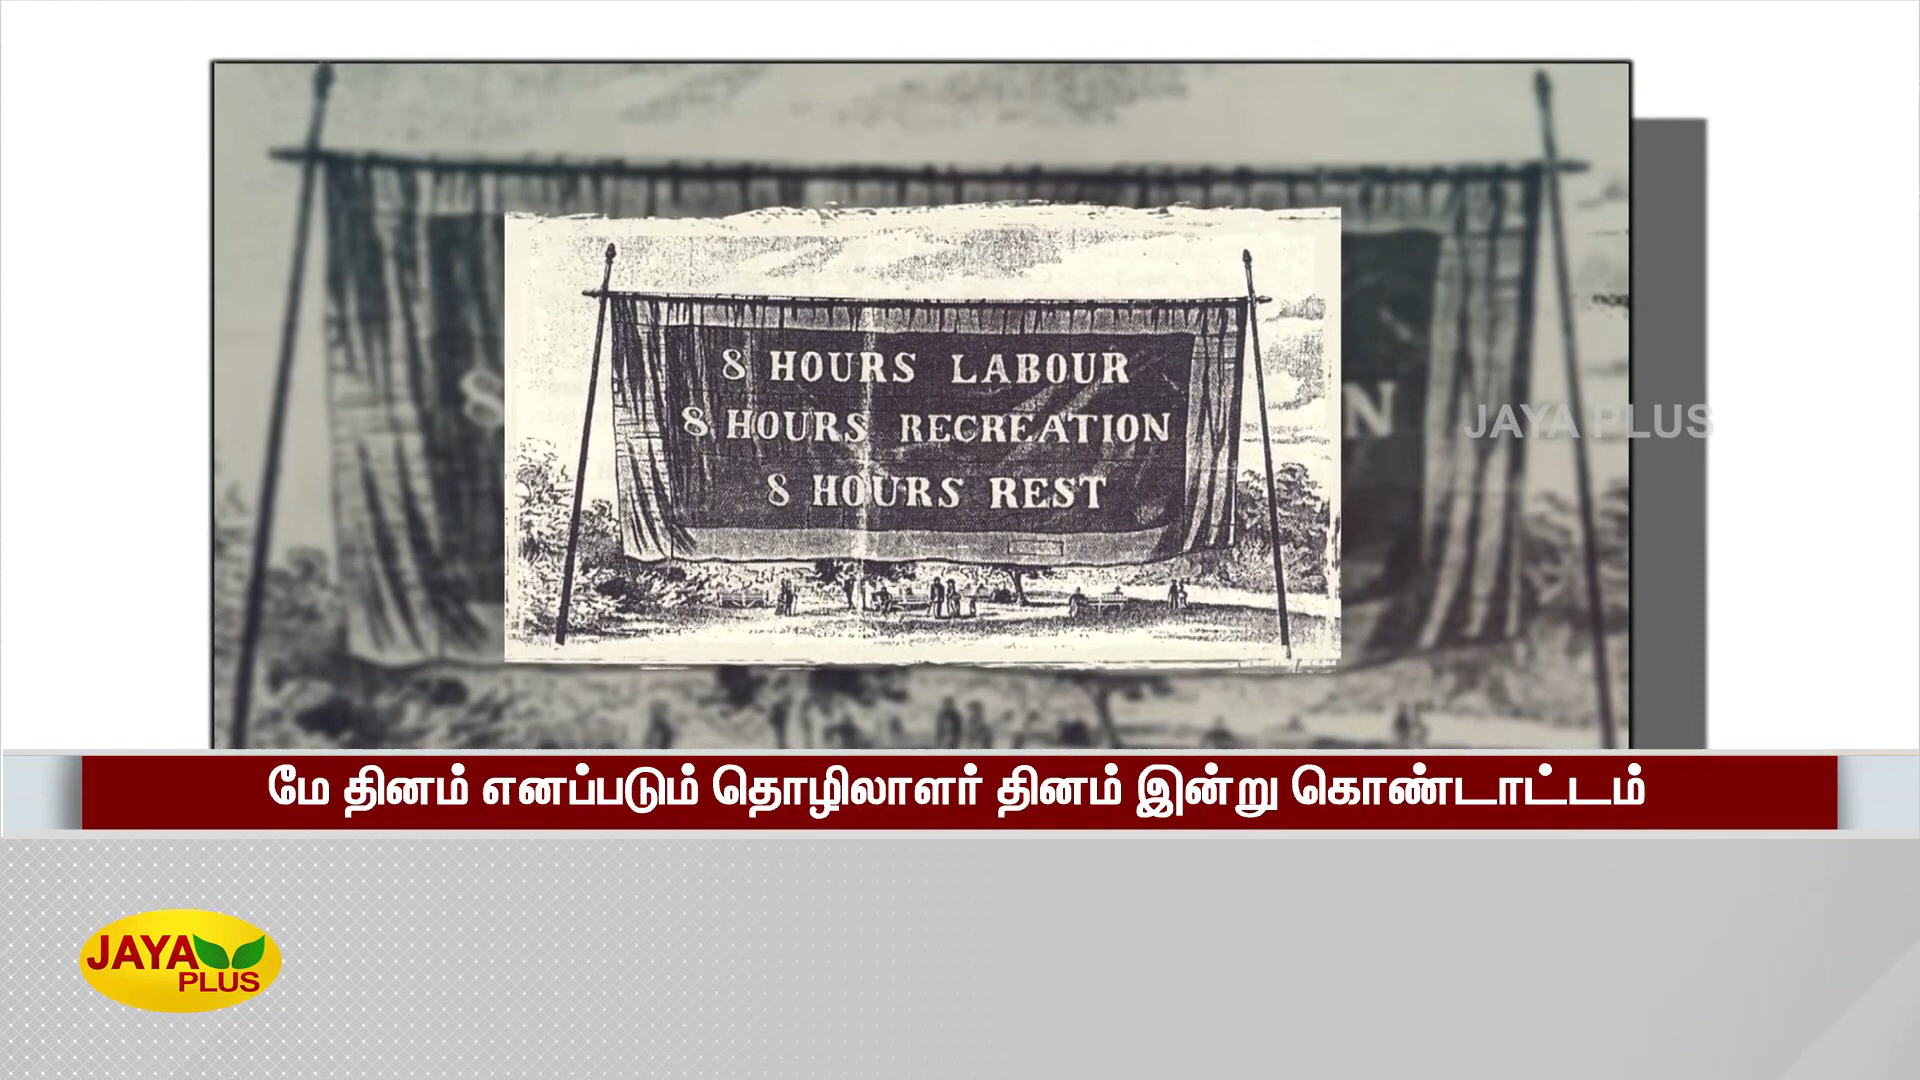 8 HOURS LABOUR
8 HOURS RECREATION
8 HOURS REST
N
JAYA PLUS
மே தினம் எனப்படும் தொழிலாளர் தினம் இன்று கொண்டாட்டம்
JAYA
PLUS